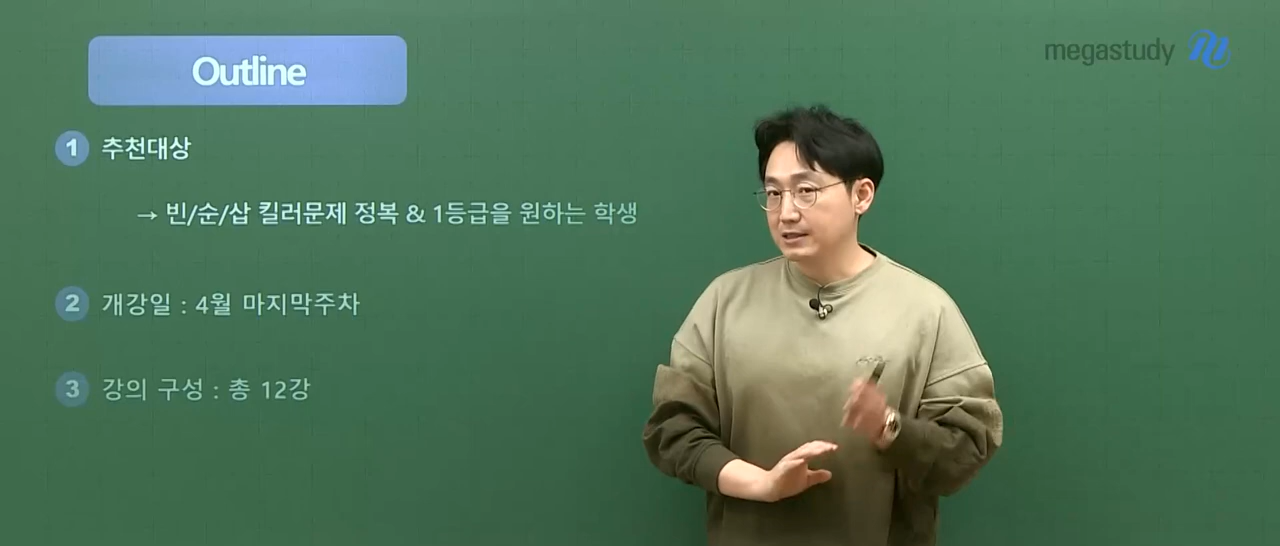 Outline
megastudy
1 추천대상
→ 빈/순/삽 킬러문제 정복 & 1등급을 원하는 학생
2 개강일 : 4월 마지막주차
3 강의 구성 : 총 12강